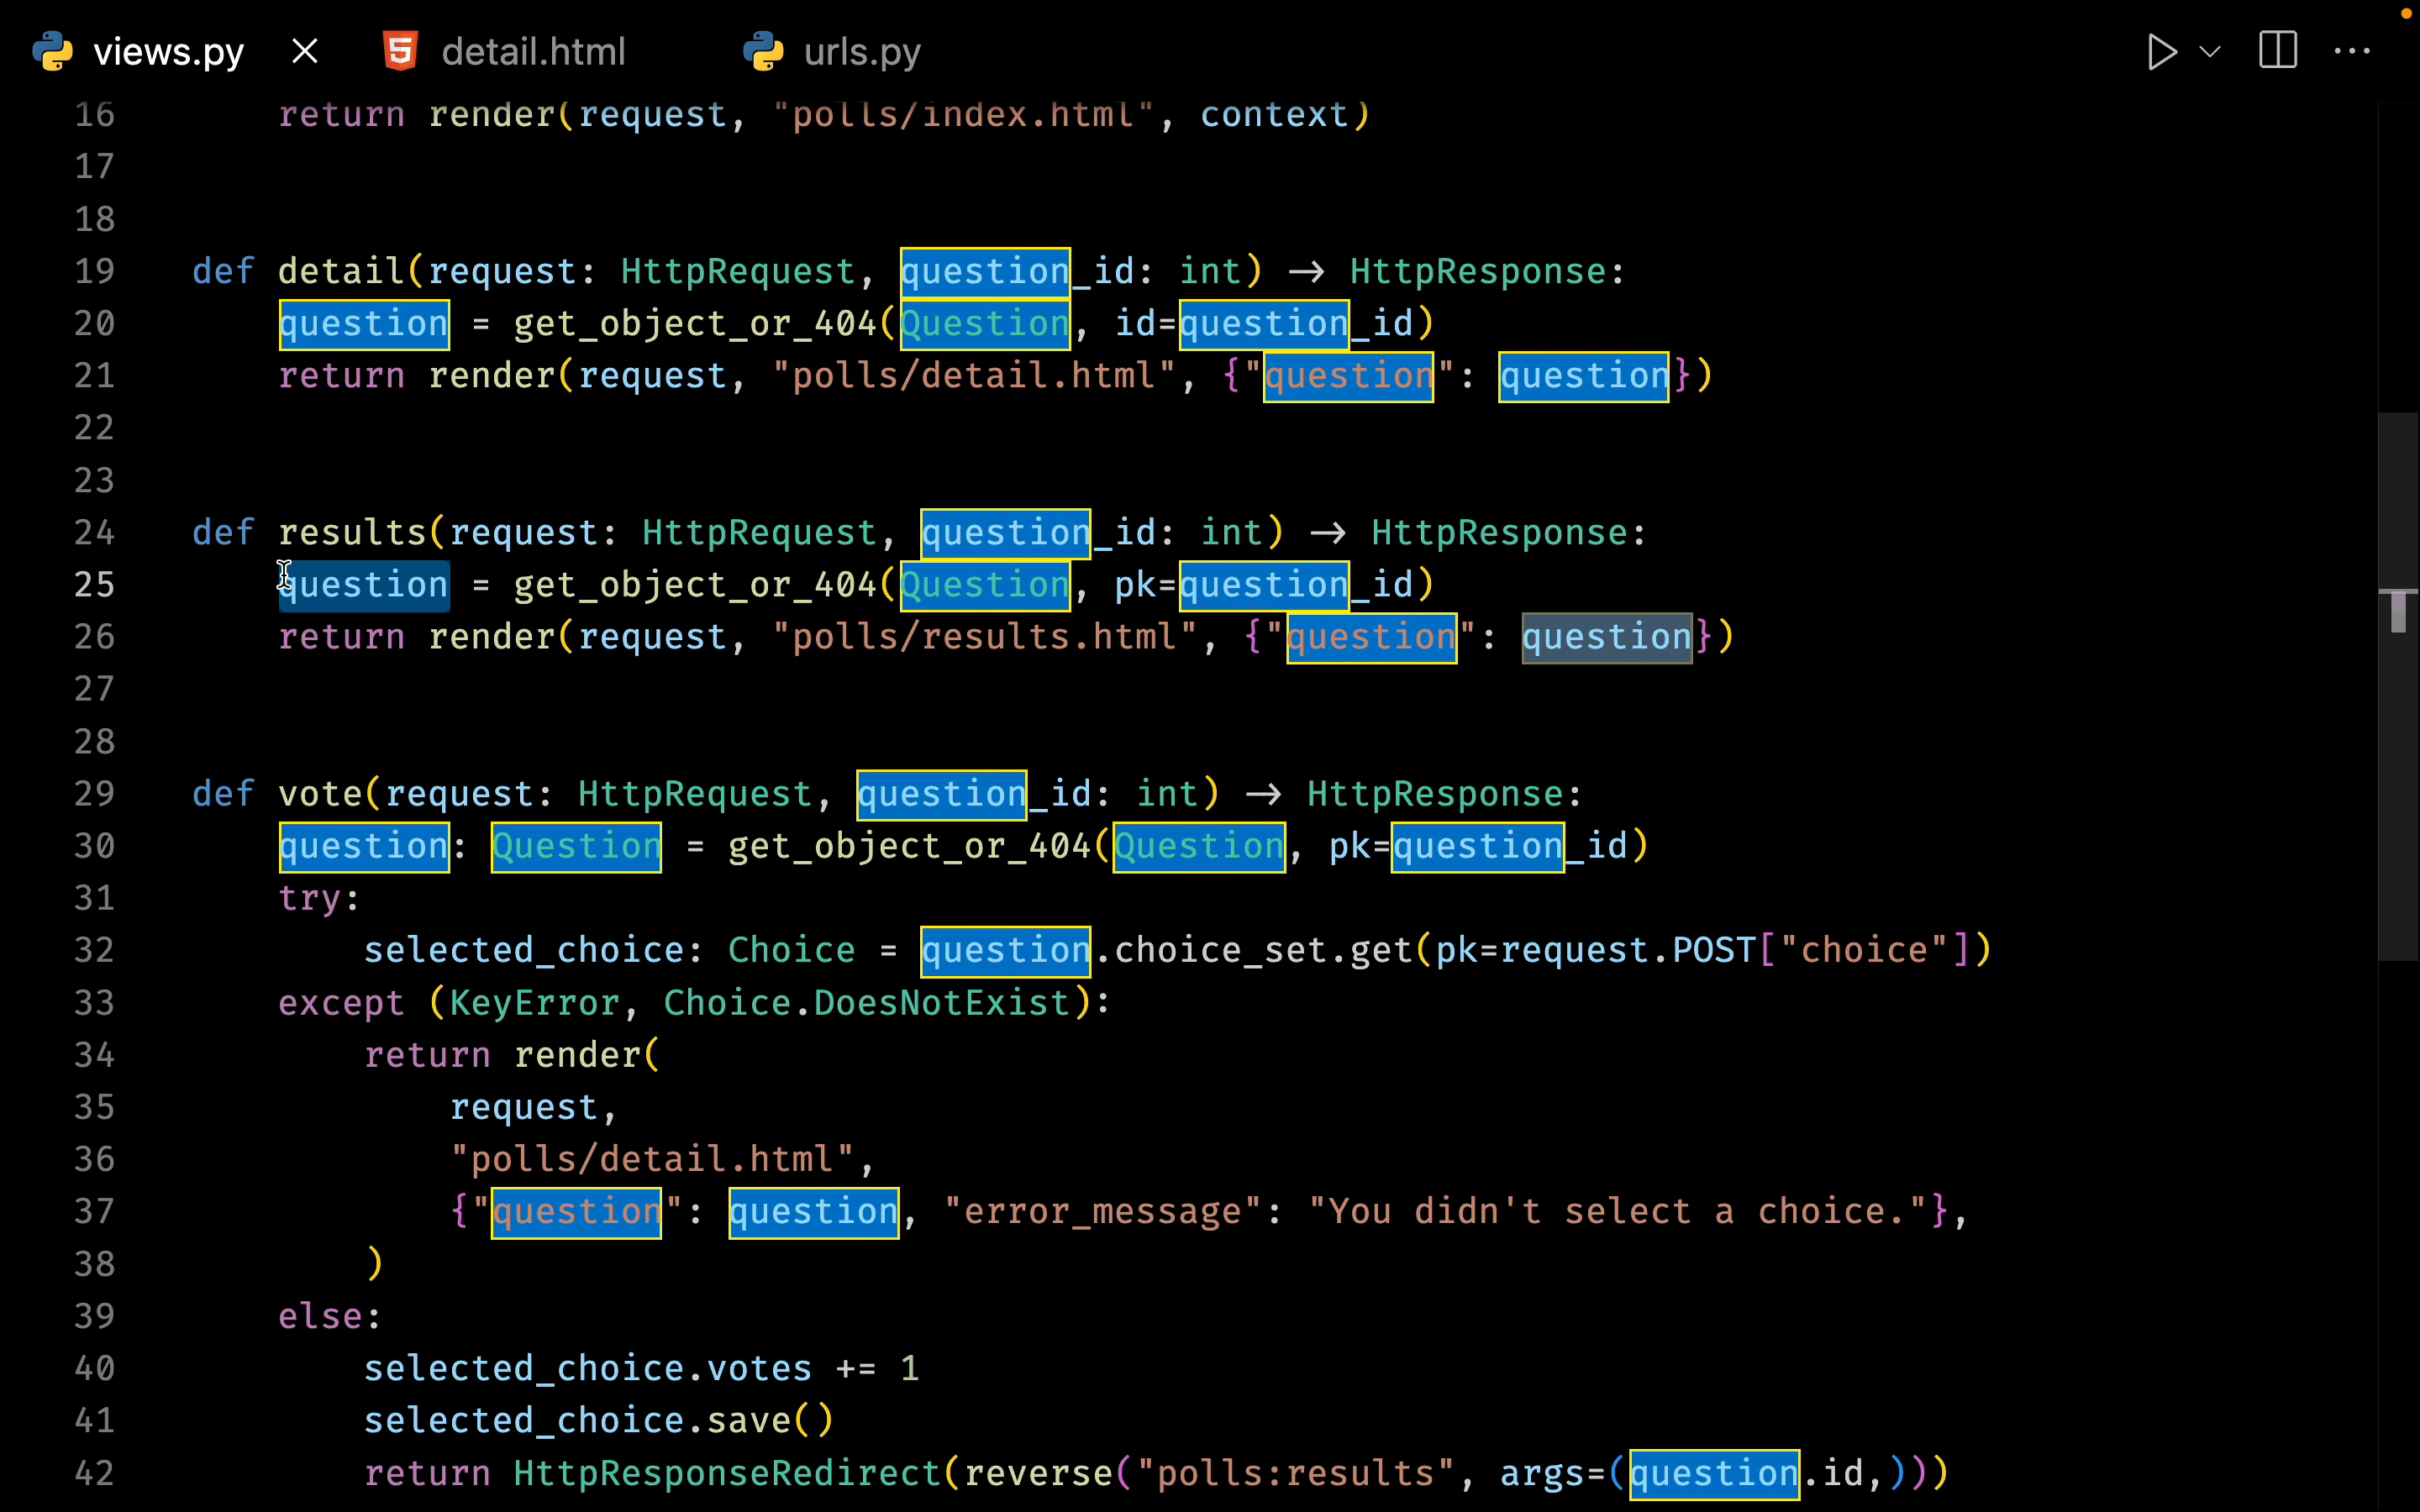 views.py detail.html urls.py
16 return render(request, "polls/index.html", context)
17
18
19 def detail(request: HttpRequest, question_id: int) → HttpResponse:
20 question = get_object_or_404(Question, id=question_id)
21 return render(request, "polls/detail.html", {"question": question})
22
23
24 def results(request: HttpRequest, question_id: int) → HttpResponse:
25 question = get_object_or_404(Question, pk=question_id)
26 return render(request, "polls/results.html", {"question": question})
27
28
29 def vote(request: HttpRequest, question_id: int) → HttpResponse:
30 question: Question = get_object_or_404(Question, pk=question_id)
31 try:
32 selected_choice: Choice = question.choice_set.get(pk=request.POST["choice"])
33 except (KeyError, Choice.DoesNotExist):
34 return render(
35 request,
36 "polls/detail.html",
37 {"question": question, "error_message": "You didn't select a choice."},
38 )
39 else:
40 selected_choice.votes += 1
41 selected_choice.save()
42 return HttpResponseRedirect(reverse("polls:results", args=(question.id,)))